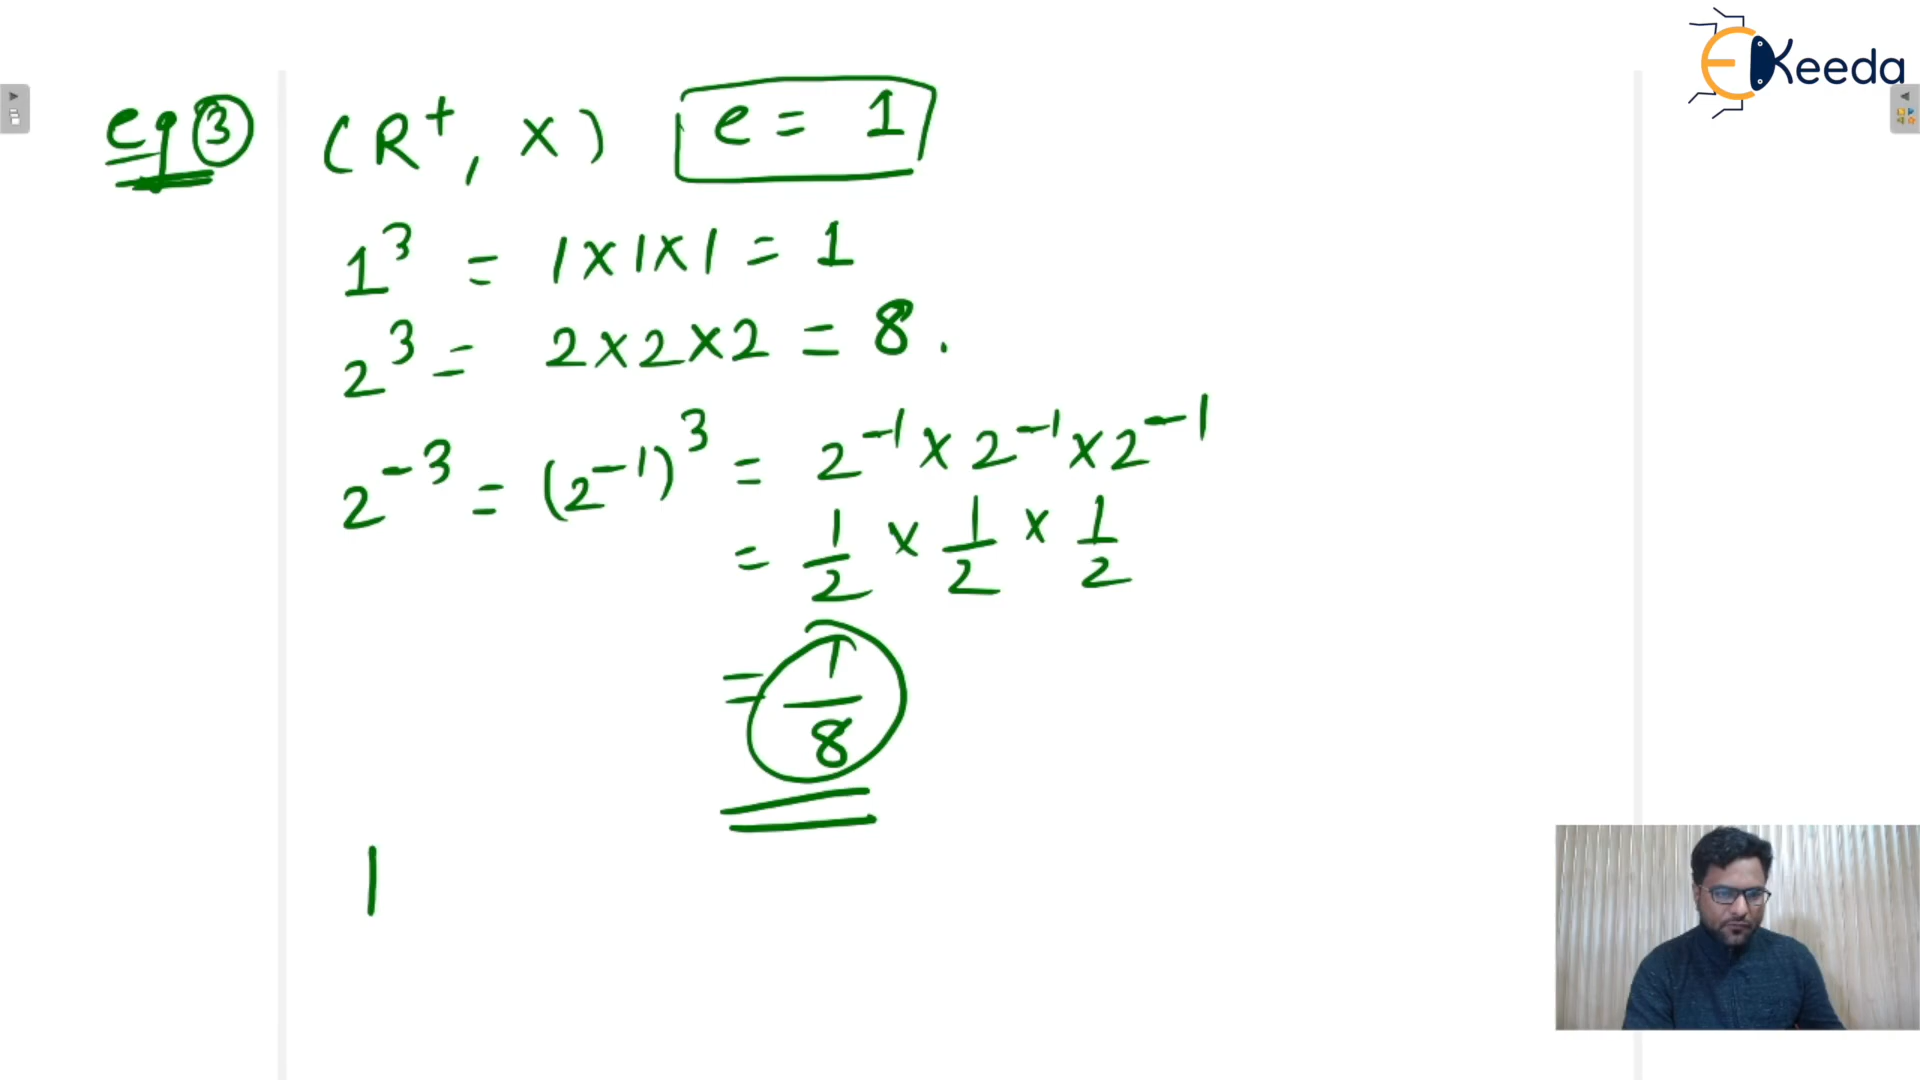 EKeeda
eg ③ (R⁺, ×) e = 1
1³ = 1×1×1 = 1
2³ = 2×2×2 = 8.
2⁻³ = (2⁻¹)³ = 2⁻¹ × 2⁻¹ × 2⁻¹
= 1/2 × 1/2 × 1/2
= 1/8
1